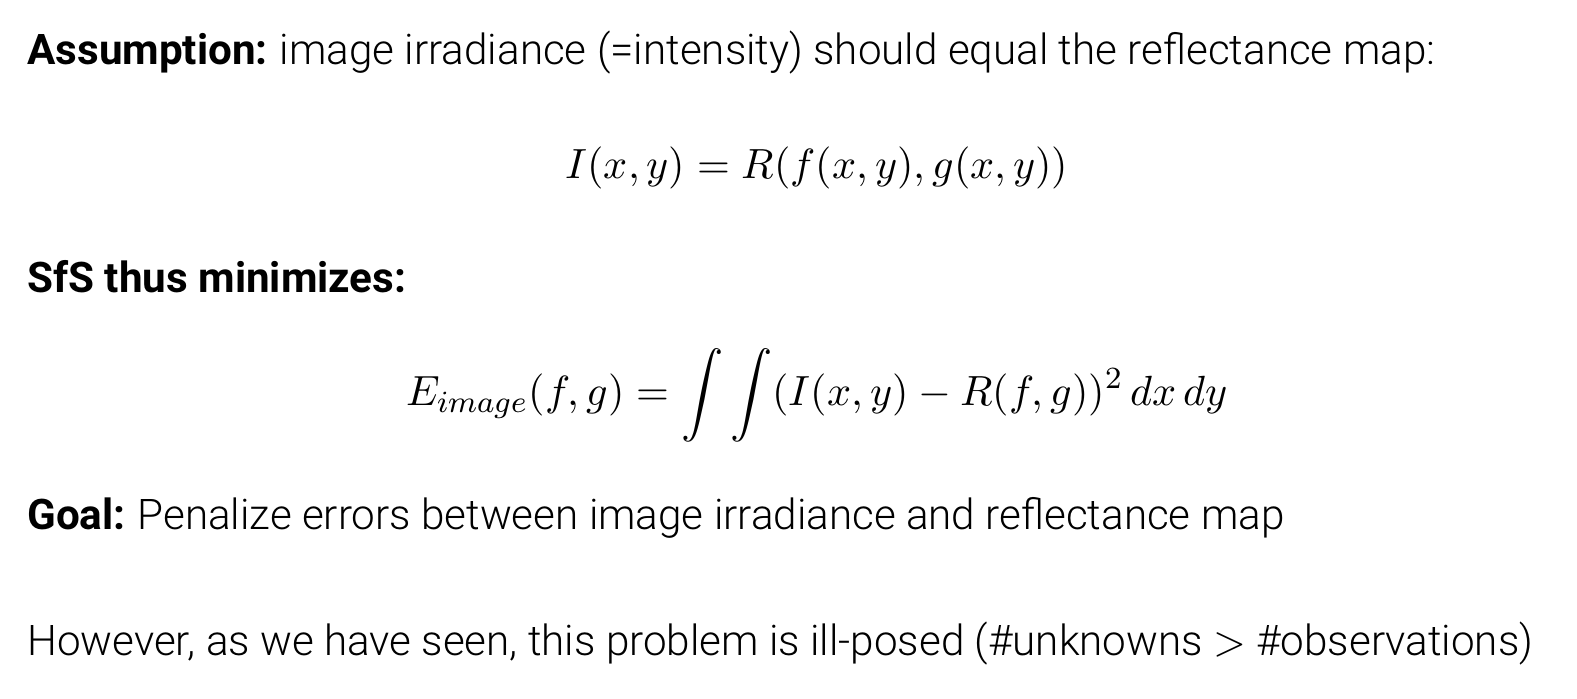 Assumption: image irradiance (=intensity) should equal the reflectance map:
I(x, y) = R(f(x, y), g(x, y))
SfS thus minimizes:
E_{image}(f, g) = ∫ ∫ (I(x, y) − R(f, g))² dx dy
Goal: Penalize errors between image irradiance and reflectance map
However, as we have seen, this problem is ill-posed (#unknowns > #observations)